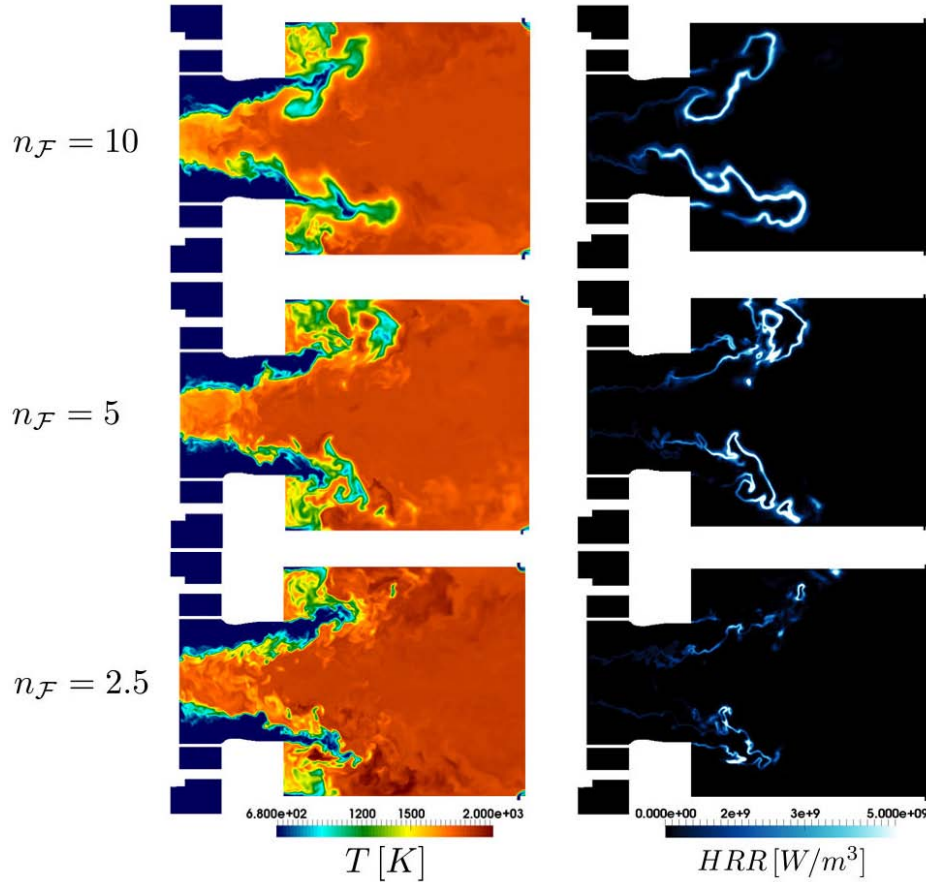 n_F = 10
n_F = 5
n_F = 2.5
6.800e+02 1200 1500 2.000e+03
T [K]
0.000e+00 2e+9 3e+9 5.000e+09
HRR [W/m³]